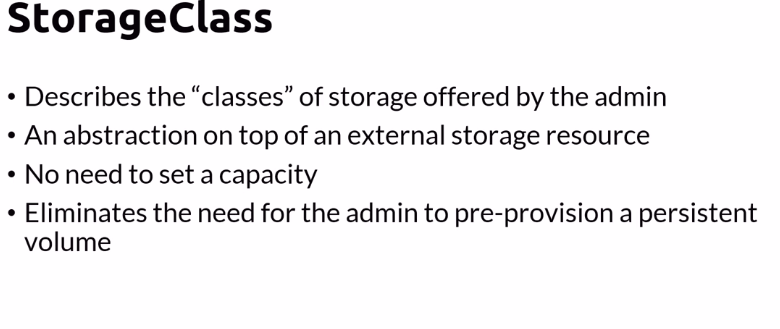 StorageClass
• Describes the “classes” of storage offered by the admin
• An abstraction on top of an external storage resource
• No need to set a capacity
• Eliminates the need for the admin to pre-provision a persistent
volume